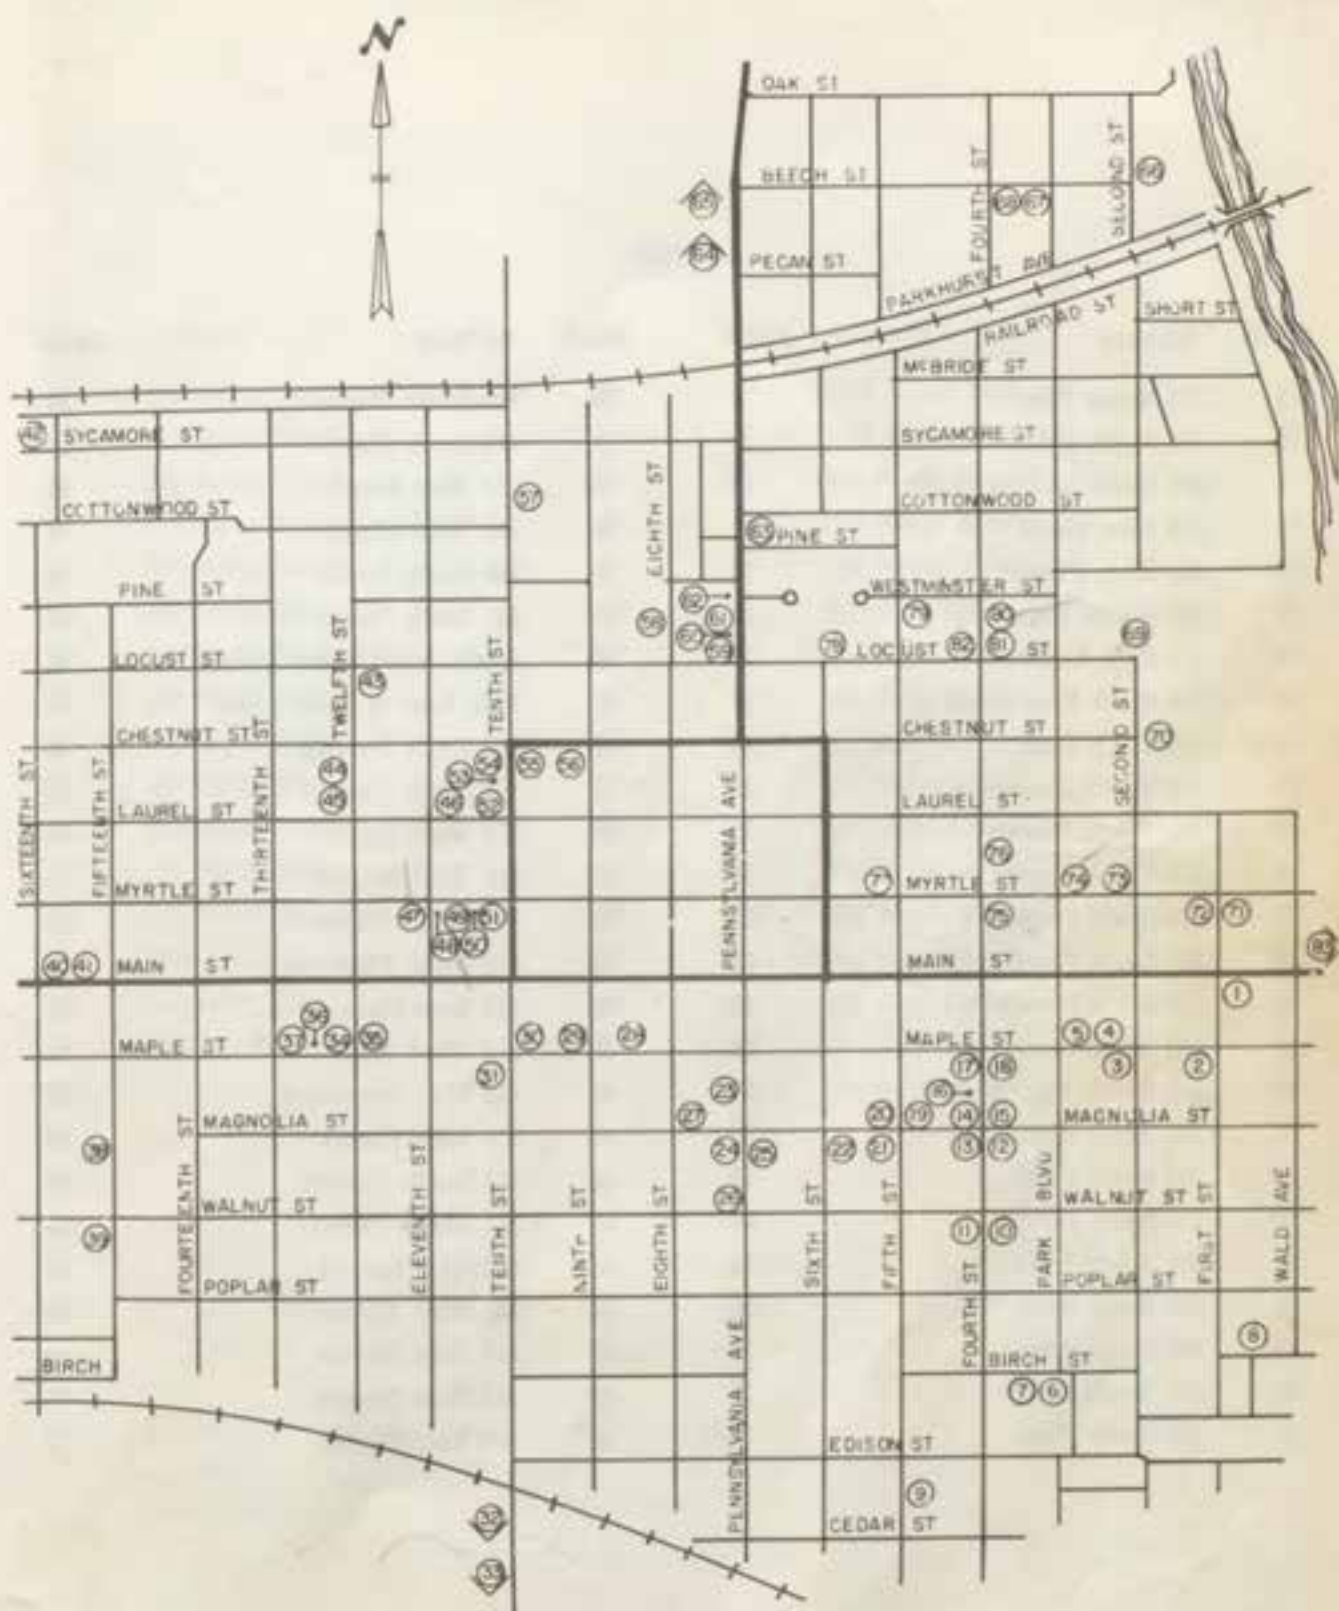 N
OAK ST
BEECH ST
FOURTH ST
SECOND ST
66
65
68 67
64
PECAN ST
PARKHURST AVE
RAILROAD ST
SHORT ST
McBRIDE ST
42 SYCAMORE ST
SYCAMORE ST
COTTONWOOD ST
57
EIGHTH ST
COTTONWOOD ST
63 PINE ST
PINE ST
WESTMINSTER ST
62
61
79
80
58
60
59
78
LOCUST 82 81 ST
69
LOCUST ST
43
TWELFTH ST
TENTH ST
CHESTNUT ST
CHESTNUT ST
70
SECOND ST
SIXTEENTH ST
FIFTEENTH ST
THIRTEENTH ST
44
53
55 56
PENNSYLVANIA AVE
45
LAUREL ST
LAUREL ST
76
MYRTLE ST
77
MYRTLE ST
74 73
47
51
50
75
72 71
40 41 MAIN ST
MAIN ST
83
1
36
37
34
35
MAPLE ST
30 29
MAPLE ST
5 4
31
17 18
3
2
16
27
20 19 14 15
MAGNOLIA ST
MAGNOLIA ST
38
24 25
22 21
13 12
FOURTEENTH ST
WALNUT ST
ELEVENTH ST
TENTH ST
NINTH ST
EIGHTH ST
SIXTH ST
FIFTH ST
PARK BLVD
WALNUT ST
FIRST ST
WALD AVE
39
11 10
POPLAR ST
FOURTH ST
POPLAR ST
8
BIRCH
PENNSYLVANIA AVE
BIRCH ST
7 6
EDISON ST
9
CEDAR ST
32
33